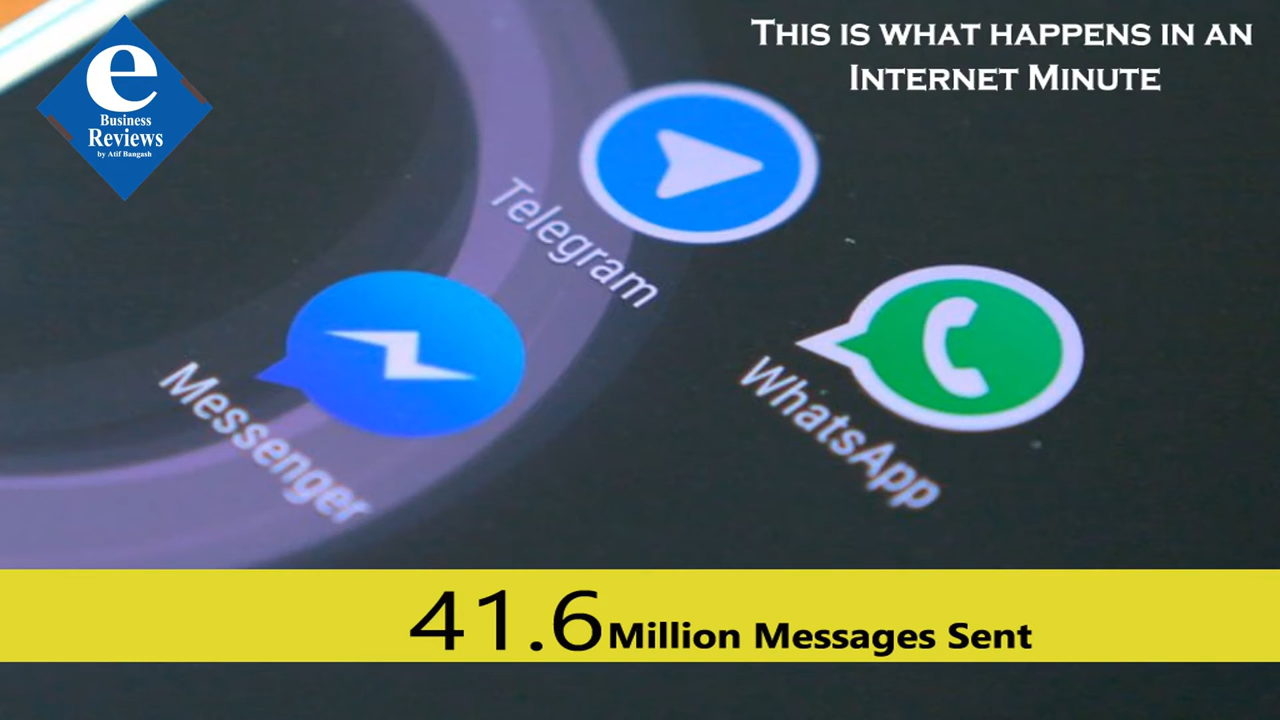 e
Business
Reviews
by Atif Bangash
THIS IS WHAT HAPPENS IN AN
INTERNET MINUTE
Telegram
Messenger
WhatsApp
41.6 Million Messages Sent